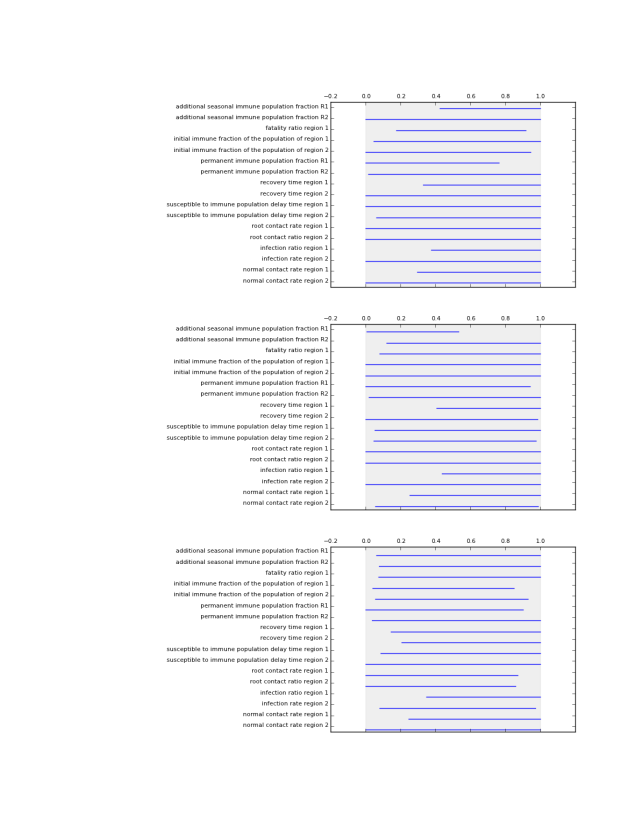 −0.2 0.0 0.2 0.4 0.6 0.8 1.0
additional seasonal immune population fraction R1
additional seasonal immune population fraction R2
fatality ratio region 1
initial immune fraction of the population of region 1
initial immune fraction of the population of region 2
permanent immune population fraction R1
permanent immune population fraction R2
recovery time region 1
recovery time region 2
susceptible to immune population delay time region 1
susceptible to immune population delay time region 2
root contact rate region 1
root contact ratio region 2
infection ratio region 1
infection rate region 2
normal contact rate region 1
normal contact rate region 2
−0.2 0.0 0.2 0.4 0.6 0.8 1.0
additional seasonal immune population fraction R1
additional seasonal immune population fraction R2
fatality ratio region 1
initial immune fraction of the population of region 1
initial immune fraction of the population of region 2
permanent immune population fraction R1
permanent immune population fraction R2
recovery time region 1
recovery time region 2
susceptible to immune population delay time region 1
susceptible to immune population delay time region 2
root contact rate region 1
root contact ratio region 2
infection ratio region 1
infection rate region 2
normal contact rate region 1
normal contact rate region 2
−0.2 0.0 0.2 0.4 0.6 0.8 1.0
additional seasonal immune population fraction R1
additional seasonal immune population fraction R2
fatality ratio region 1
initial immune fraction of the population of region 1
initial immune fraction of the population of region 2
permanent immune population fraction R1
permanent immune population fraction R2
recovery time region 1
recovery time region 2
susceptible to immune population delay time region 1
susceptible to immune population delay time region 2
root contact rate region 1
root contact ratio region 2
infection ratio region 1
infection rate region 2
normal contact rate region 1
normal contact rate region 2